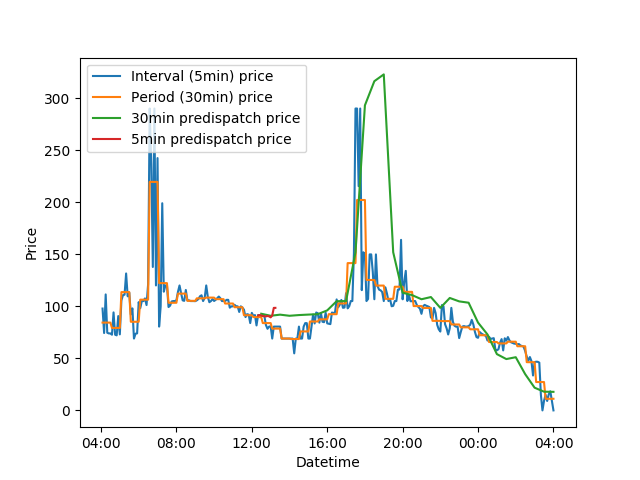 Interval (5min) price
Period (30min) price
30min predispatch price
5min predispatch price
Price
300
250
200
150
100
50
0
04:00 08:00 12:00 16:00 20:00 00:00 04:00
Datetime